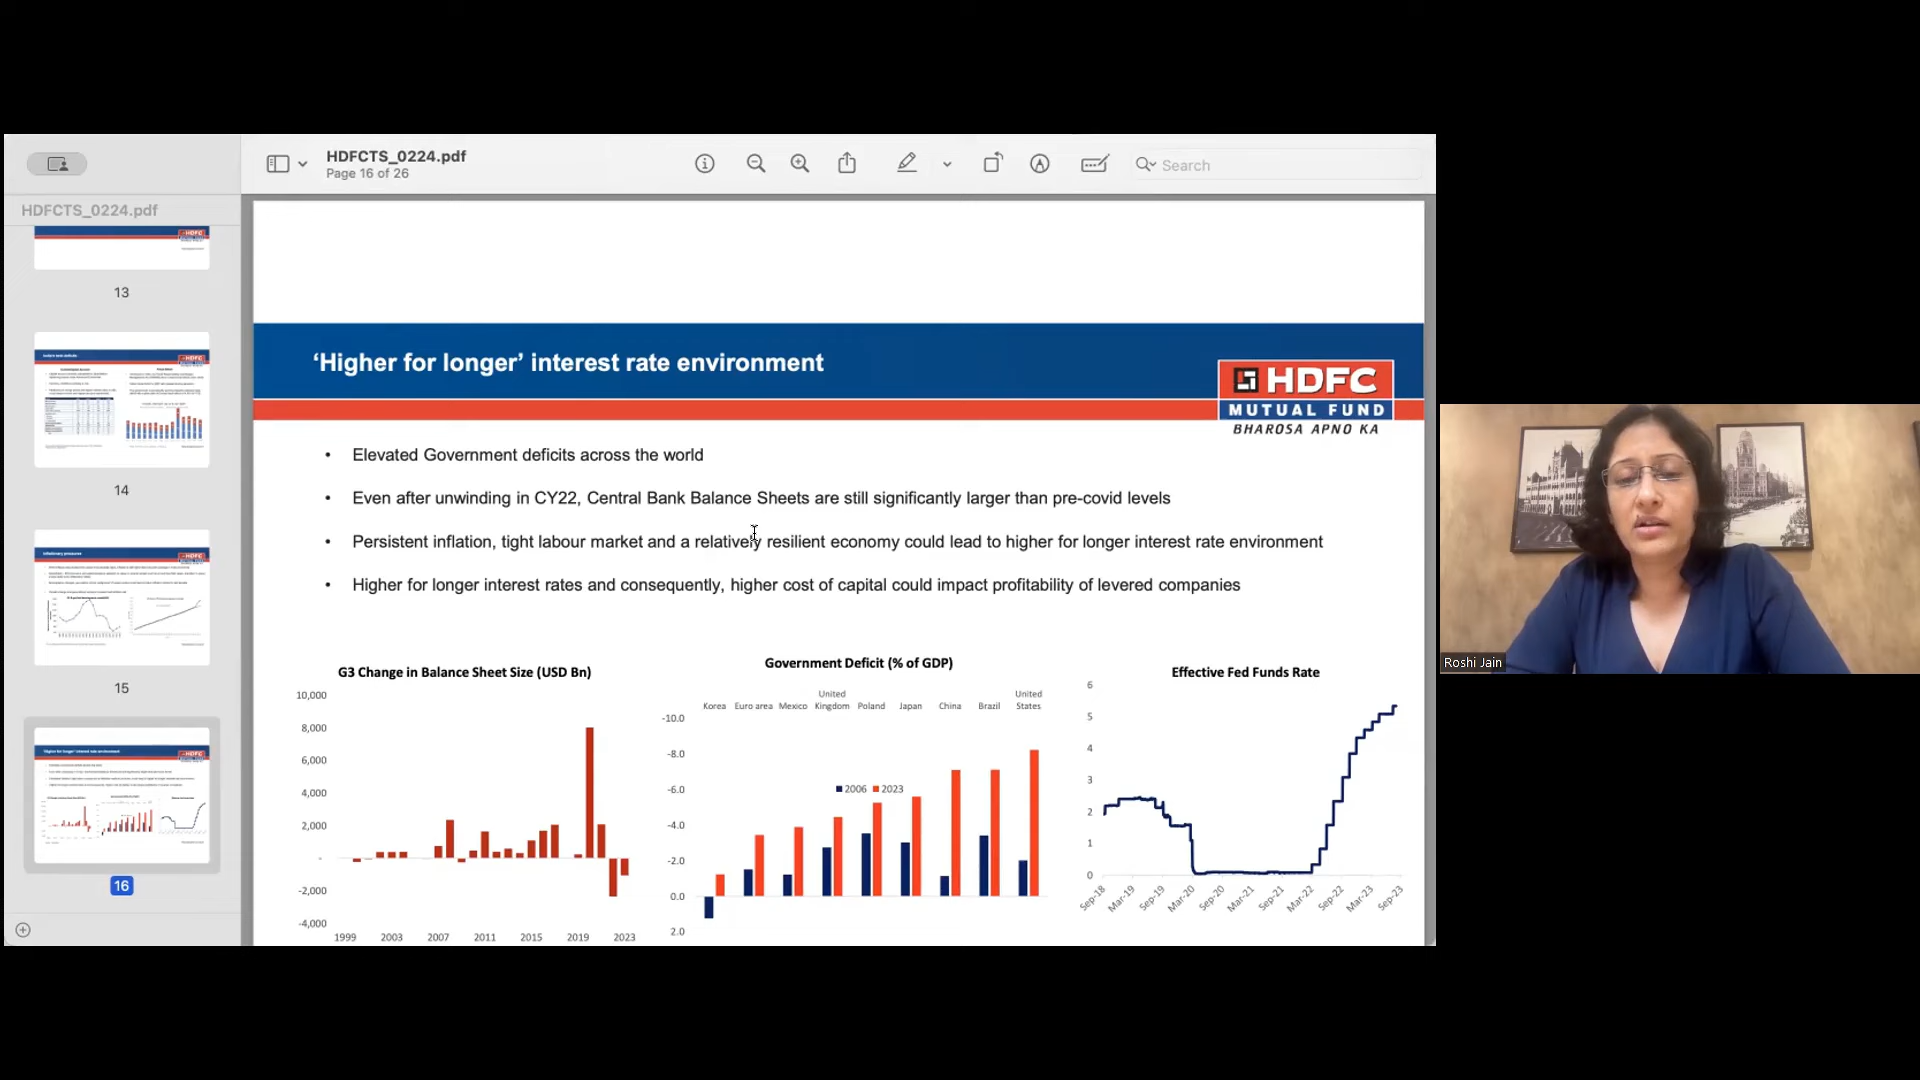 HDFCTS_0224.pdf
Page 16 of 26
Search
HDFCTS_0224.pdf
13
14
15
16
‘Higher for longer’ interest rate environment
HDFC
MUTUAL FUND
BHAROSA APNO KA
• Elevated Government deficits across the world
• Even after unwinding in CY22, Central Bank Balance Sheets are still significantly larger than pre-covid levels
• Persistent inflation, tight labour market and a relatively resilient economy could lead to higher for longer interest rate environment
• Higher for longer interest rates and consequently, higher cost of capital could impact profitability of levered companies
G3 Change in Balance Sheet Size (USD Bn)
10,000
8,000
6,000
4,000
2,000
-
-2,000
-4,000
1999 2003 2007 2011 2015 2019 2023
Government Deficit (% of GDP)
Korea Euro area Mexico United Kingdom Poland Japan China Brazil United States
-10.0
-8.0
-6.0
-4.0
-2.0
0.0
2.0
2006 2023
Effective Fed Funds Rate
6
5
4
3
2
1
0
Sep-18 Mar-19 Sep-19 Mar-20 Sep-20 Mar-21 Sep-21 Mar-22 Sep-22 Mar-23 Sep-23
Roshi Jain